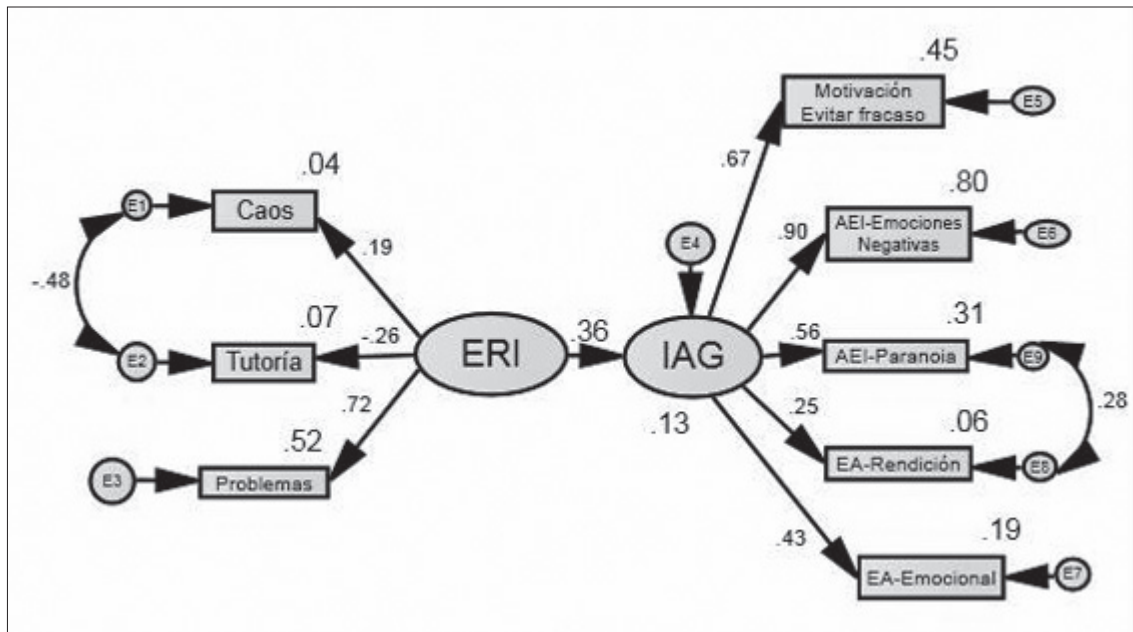 .45
Motivación
Evitar fracaso
E5
.67
.04
E1
Caos
.80
AEI-Emociones
Negativas
E6
.90
E4
.19
-.48
.07
E2
Tutoría
-.26
ERI
.36
IAG
.56
.31
AEI-Paranoia
E9
.72
.13
.25
.06
.28
.52
E3
Problemas
EA-Rendición
E8
.43
.19
EA-Emocional
E7